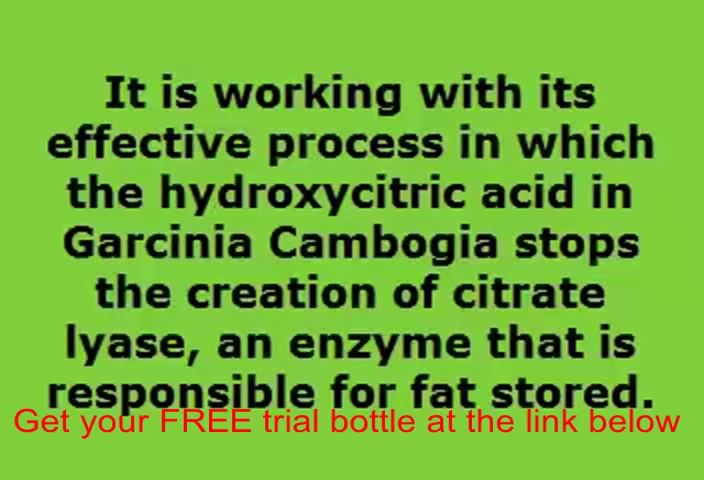 It is working with its
effective process in which
the hydroxycitric acid in
Garcinia Cambogia stops
the creation of citrate
lyase, an enzyme that is
responsible for fat stored.
Get your FREE trial bottle at the link below